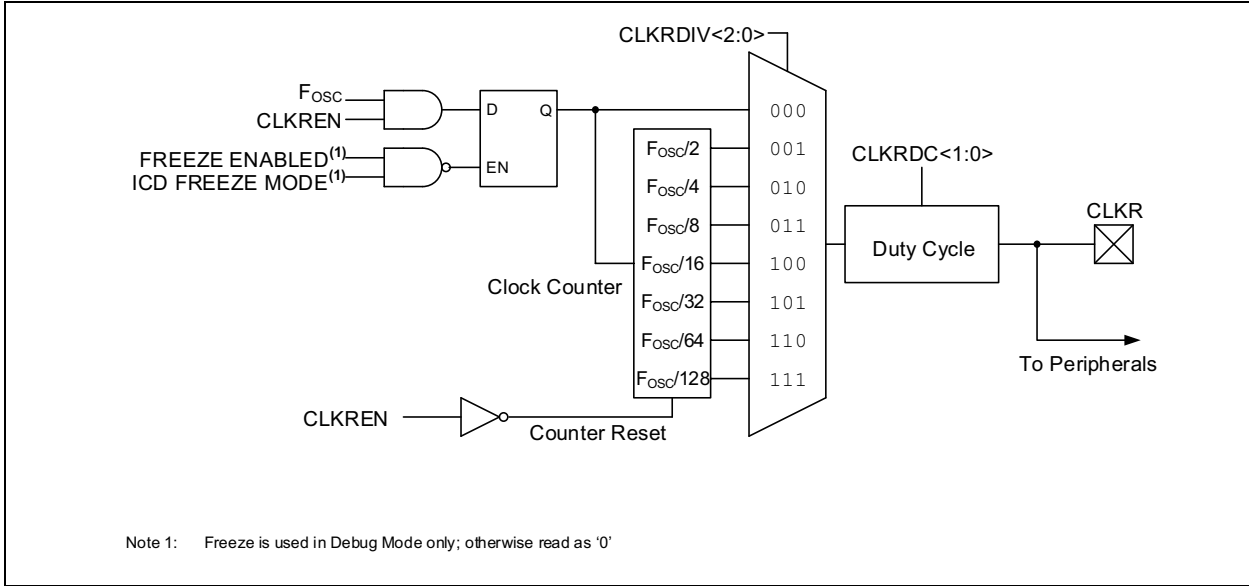 CLKRDIV<2:0>
FOSC
CLKREN
D
Q
000
FREEZE ENABLED(1)
ICD FREEZE MODE(1)
EN
FOSC/2
001
CLKRDC<1:0>
FOSC/4
010
CLKR
FOSC/8
011
Duty Cycle
Clock Counter
FOSC/16
100
FOSC/32
101
FOSC/64
110
To Peripherals
FOSC/128
111
CLKREN
Counter Reset
Note 1: Freeze is used in Debug Mode only; otherwise read as ‘0’